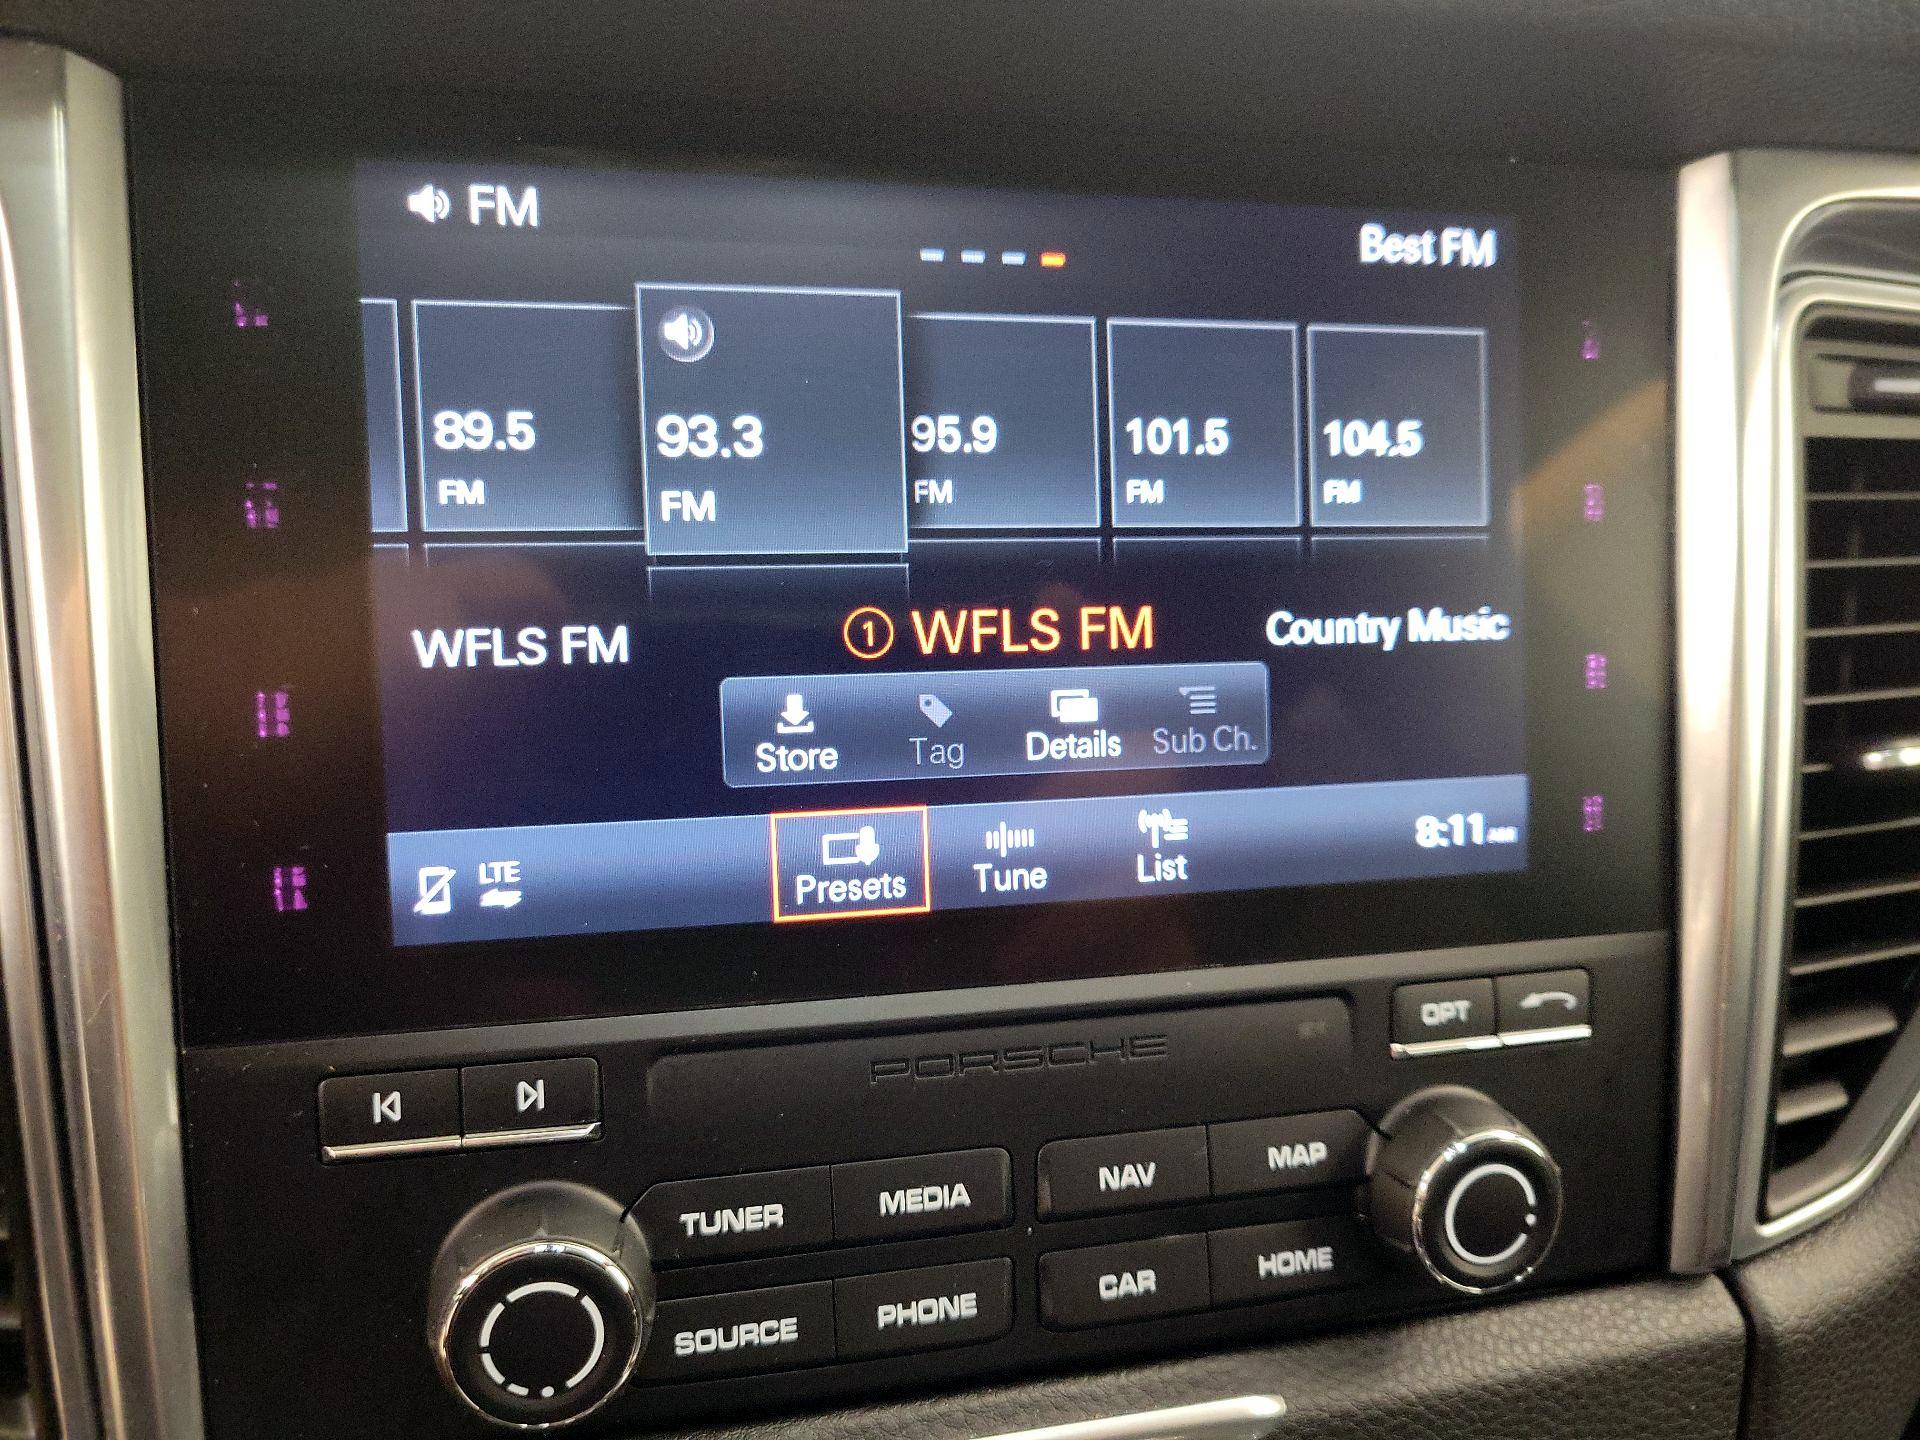 FM
Best FM
89.5
FM
93.3
FM
95.9
FM
101.5
FM
104.5
FM
WFLS FM
1 WFLS FM
Country Music
Store
Tag
Details
Sub Ch.
LTE
Presets
Tune
List
8:11 AM
PORSCHE
OPT
TUNER
MEDIA
NAV
MAP
SOURCE
PHONE
CAR
HOME